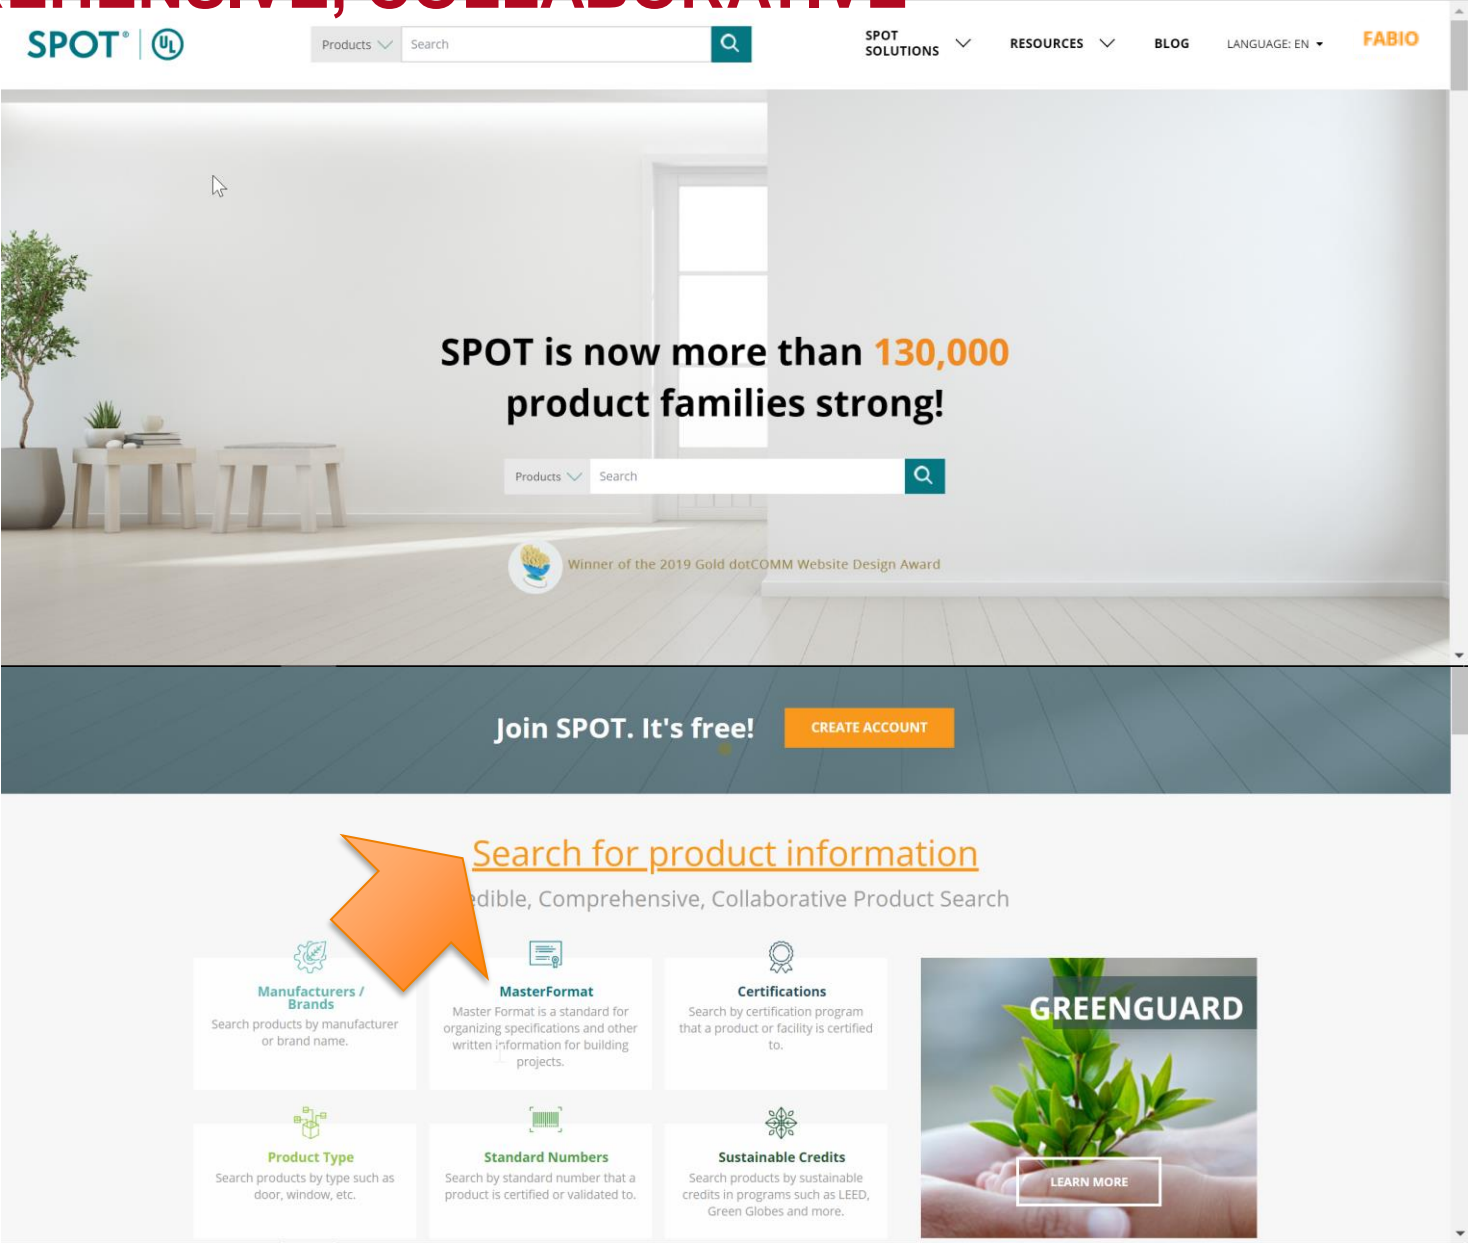 SPOT® | UL
Products
Search
SPOT
SOLUTIONS
RESOURCES
BLOG
LANGUAGE: EN
FABIO
SPOT is now more than 130,000
product families strong!
Products
Search
Winner of the 2019 Gold dotCOMM Website Design Award
Join SPOT. It's free!
CREATE ACCOUNT
Search for product information
Comprehensive, Collaborative Product Search
Manufacturers /
Brands
Search products by manufacturer
or brand name.
MasterFormat
Master Format is a standard for
organizing specifications and other
written information for building
projects.
Certifications
Search by certification program
that a product or facility is certified
to.
GREENGUARD
LEARN MORE
Product Type
Search products by type such as
door, window, etc.
Standard Numbers
Search by standard number that a
product is certified or validated to.
Sustainable Credits
Search products by sustainable
credits in programs such as LEED,
Green Globes and more.